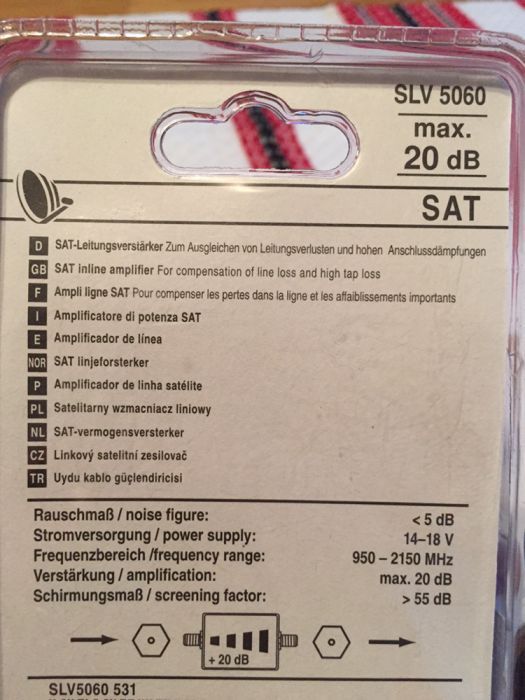 SLV 5060
max.
20 dB
SAT
D SAT-Leitungsverstärker Zum Ausgleichen von Leitungsverlusten und hohen Anschlussdämpfungen
GB SAT inline amplifier For compensation of line loss and high tap loss
F Ampli ligne SAT Pour compenser les pertes dans la ligne et les affaiblissements importants
I Amplificatore di potenza SAT
E Amplificador de línea
NOR SAT linjeforsterker
P Amplificador de linha satélite
PL Satelitarny wzmacniacz liniowy
NL SAT-vermogensversterker
CZ Linkový satelitní zesilovač
TR Uydu kablo güçlendiricisi
Rauschmaß / noise figure: < 5 dB
Stromversorgung / power supply: 14–18 V
Frequenzbereich /frequency range: 950 – 2150 MHz
Verstärkung / amplification: max. 20 dB
Schirmungsmaß / screening factor: > 55 dB
+ 20 dB
SLV5060 531